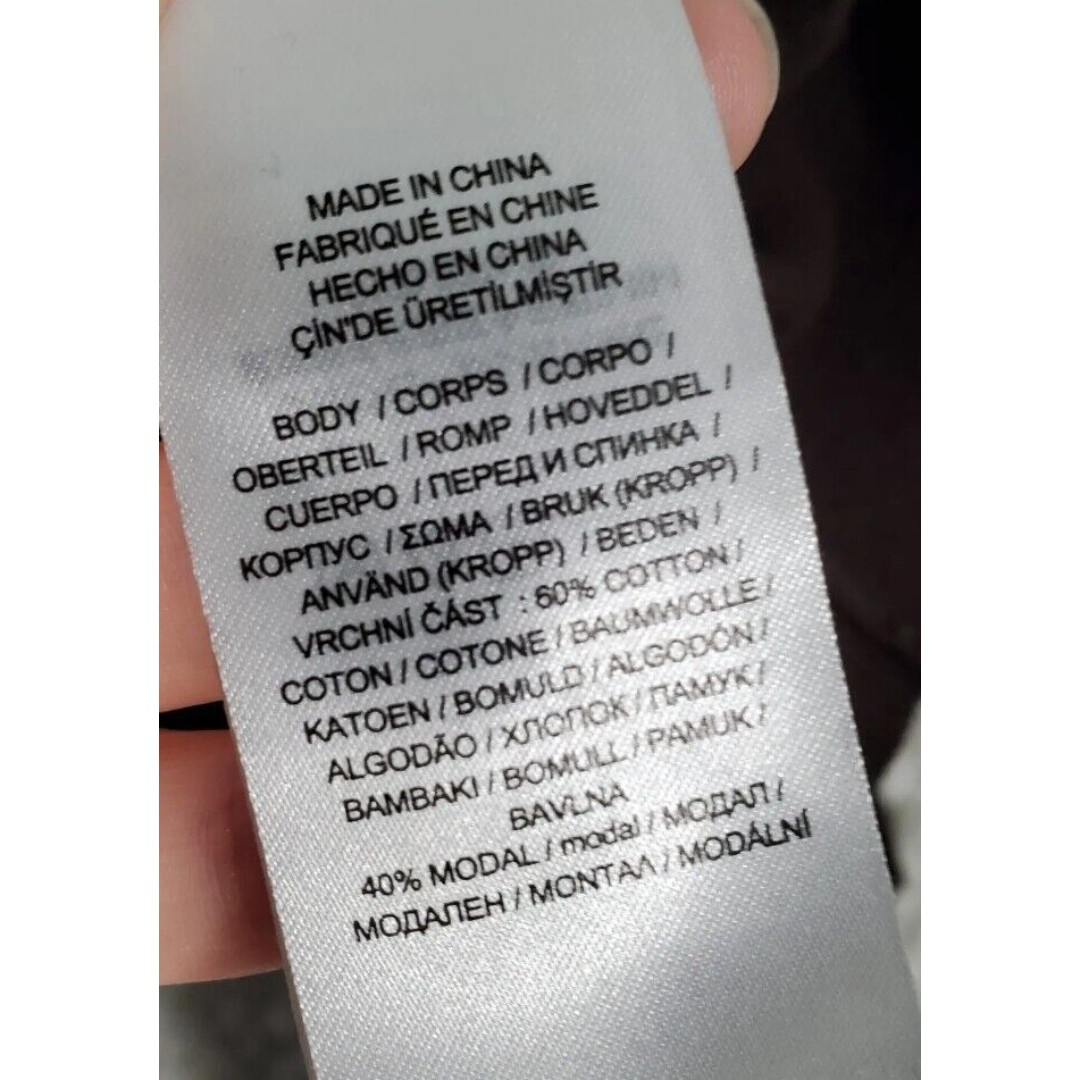 MADE IN CHINA
FABRIQUÉ EN CHINE
HECHO EN CHINA
ÇİN'DE ÜRETİLMİŞTİR
BODY / CORPS / CORPO /
OBERTEIL / ROMP / HOVEDDEL /
CUERPO / ПЕРЕД И СПИНКА /
КОРПУС / ΣΩΜΑ / BRUK (KROPP) /
ANVÄND (KROPP) / BEDEN /
VRCHNÍ ČÁST : 60% COTTON /
COTON / COTONE / BAUMWOLLE /
KATOEN / BOMULD / ALGODÓN /
ALGODÃO / ХЛОПОК / ПАМУК /
BAMBAKI / BOMULL / PAMUK /
BAVLNA
40% MODAL / modal / МОДАЛ /
МОДАЛЕН / ΜΟΝΤΑΛ / MODÁLNÍ